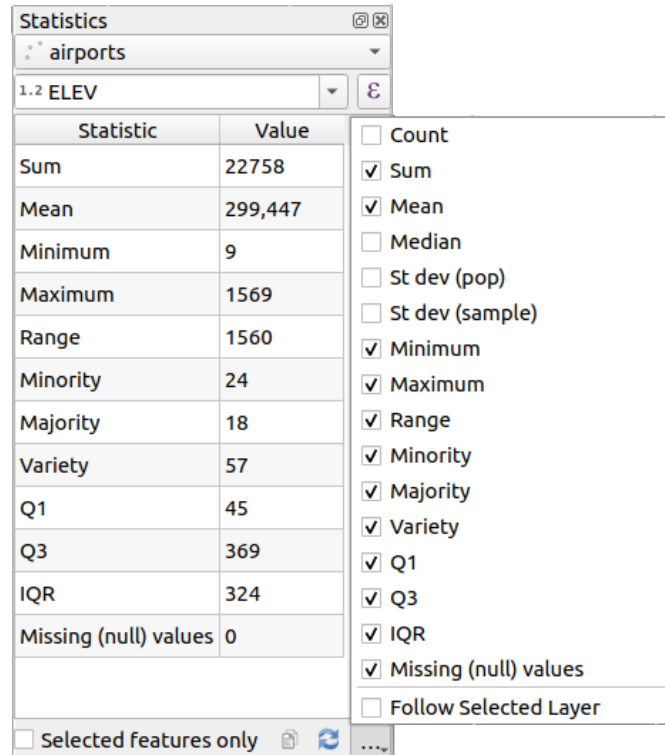 Statistics
airports
1.2 ELEV ε
Statistic Value
Sum 22758
Mean 299,447
Minimum 9
Maximum 1569
Range 1560
Minority 24
Majority 18
Variety 57
Q1 45
Q3 369
IQR 324
Missing (null) values 0
Selected features only ...
Count
Sum
Mean
Median
St dev (pop)
St dev (sample)
Minimum
Maximum
Range
Minority
Majority
Variety
Q1
Q3
IQR
Missing (null) values
Follow Selected Layer